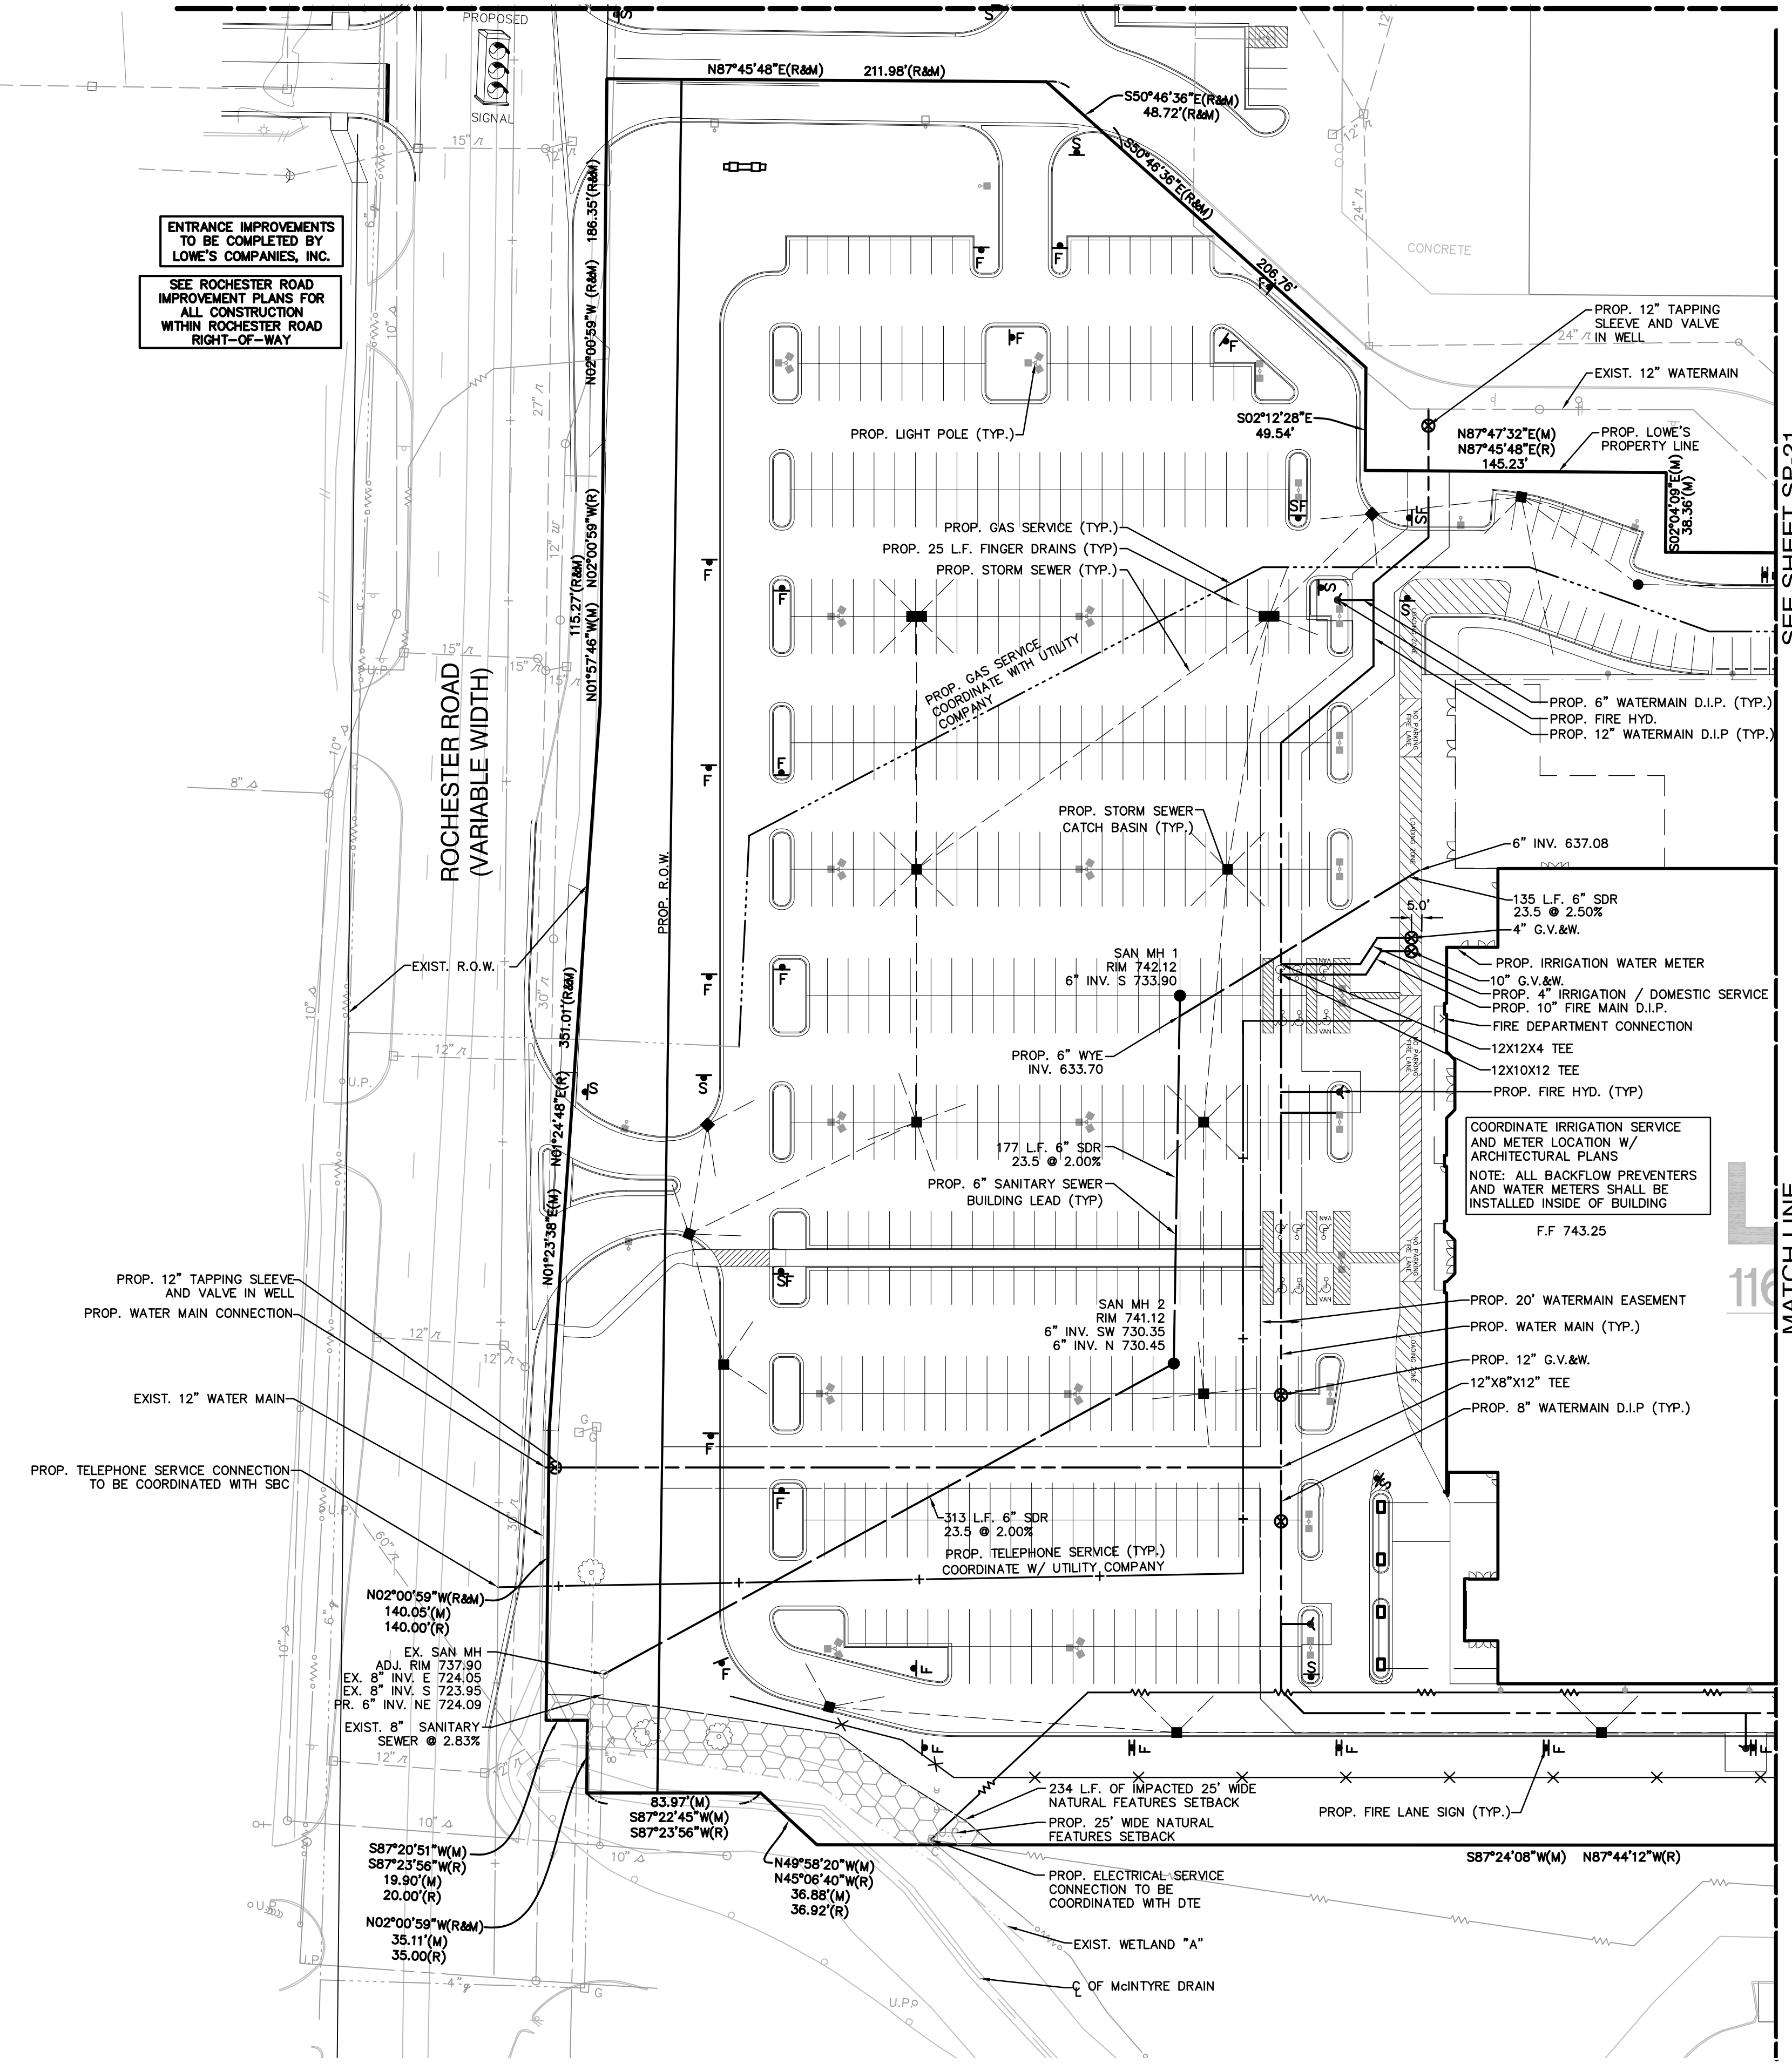 PROPOSED
SIGNAL
N87°45'48"E(R&M) 211.98'(R&M)
S50°46'36"E(R&M)
48.72'(R&M)
S50°46'36"E(R&M)
206.76'
ENTRANCE IMPROVEMENTS
TO BE COMPLETED BY
LOWE'S COMPANIES, INC.
SEE ROCHESTER ROAD
IMPROVEMENT PLANS FOR
ALL CONSTRUCTION
WITHIN ROCHESTER ROAD
RIGHT-OF-WAY
N02°00'59"W (R&M) 186.35'(R&M)
CONCRETE
PROP. 12" TAPPING
SLEEVE AND VALVE
IN WELL
EXIST. 12" WATERMAIN
PROP. LOWE'S
PROPERTY LINE
N87°47'32"E(M)
N87°45'48"E(R)
145.23'
S02°04'09"E(M)
38.36'(M)
SEE SHEET SP-21
S02°12'28"E
49.54'
PROP. LIGHT POLE (TYP.)
PROP. GAS SERVICE (TYP.)
PROP. 25 L.F. FINGER DRAINS (TYP)
PROP. STORM SEWER (TYP.)
115.27'(R&M)
N01°57'46"W(M) N02°00'59"W(R)
PROP. GAS SERVICE
COORDINATE WITH UTILITY
COMPANY
ROCHESTER ROAD
(VARIABLE WIDTH)
PROP. R.O.W.
PROP. 6" WATERMAIN D.I.P. (TYP.)
PROP. FIRE HYD.
PROP. 12" WATERMAIN D.I.P (TYP.)
PROP. STORM SEWER
CATCH BASIN (TYP.)
6" INV. 637.08
135 L.F. 6" SDR
23.5 @ 2.50%
5.0'
4" G.V.&W.
PROP. IRRIGATION WATER METER
10" G.V.&W.
PROP. 4" IRRIGATION / DOMESTIC SERVICE
PROP. 10" FIRE MAIN D.I.P.
FIRE DEPARTMENT CONNECTION
12X12X4 TEE
12X10X12 TEE
PROP. FIRE HYD. (TYP)
EXIST. R.O.W.
SAN MH 1
RIM 742.12
6" INV. S 733.90
PROP. 6" WYE
INV. 633.70
N01°23'38"E(M) N01°24'48"E(R) 351.01'(R&M)
COORDINATE IRRIGATION SERVICE
AND METER LOCATION W/
ARCHITECTURAL PLANS
NOTE: ALL BACKFLOW PREVENTERS
AND WATER METERS SHALL BE
INSTALLED INSIDE OF BUILDING
F.F 743.25
177 L.F. 6" SDR
23.5 @ 2.00%
PROP. 6" SANITARY SEWER
BUILDING LEAD (TYP)
NO PARKING
FIRE LANE
LOADING ZONE
VAN
L
116
MATCH LINE
SAN MH 2
RIM 741.12
6" INV. SW 730.35
6" INV. N 730.45
PROP. 20' WATERMAIN EASEMENT
PROP. WATER MAIN (TYP.)
PROP. 12" G.V.&W.
12"X8"X12" TEE
PROP. 8" WATERMAIN D.I.P (TYP.)
PROP. 12" TAPPING SLEEVE
AND VALVE IN WELL
PROP. WATER MAIN CONNECTION
EXIST. 12" WATER MAIN
PROP. TELEPHONE SERVICE CONNECTION
TO BE COORDINATED WITH SBC
313 L.F. 6" SDR
23.5 @ 2.00%
PROP. TELEPHONE SERVICE (TYP.)
COORDINATE W/ UTILITY COMPANY
N02°00'59"W(R&M)
140.05'(M)
140.00'(R)
EX. SAN MH
ADJ. RIM 737.90
EX. 8" INV. E 724.05
EX. 8" INV. S 723.95
PR. 6" INV. NE 724.09
EXIST. 8" SANITARY
SEWER @ 2.83%
83.97'(M)
S87°22'45"W(M)
S87°23'56"W(R)
S87°20'51"W(M)
S87°23'56"W(R)
19.90'(M)
20.00'(R)
N02°00'59"W(R&M)
35.11'(M)
35.00(R)
N49°58'20"W(M)
N45°06'40"W(R)
36.88'(M)
36.92'(R)
234 L.F. OF IMPACTED 25' WIDE
NATURAL FEATURES SETBACK
PROP. 25' WIDE NATURAL
FEATURES SETBACK
PROP. FIRE LANE SIGN (TYP.)
S87°24'08"W(M) N87°44'12"W(R)
PROP. ELECTRICAL SERVICE
CONNECTION TO BE
COORDINATED WITH DTE
EXIST. WETLAND "A"
℄ OF McINTYRE DRAIN
U.P.